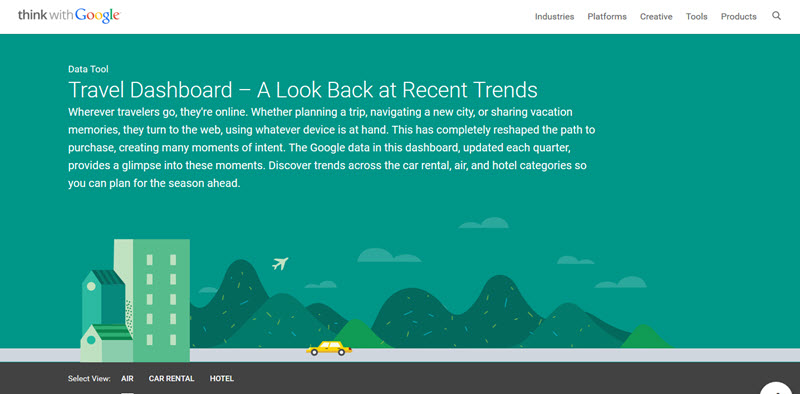 think with Google
Industries Platforms Creative Tools Products
Data Tool
Travel Dashboard – A Look Back at Recent Trends
Wherever travelers go, they're online. Whether planning a trip, navigating a new city, or sharing vacation
memories, they turn to the web, using whatever device is at hand. This has completely reshaped the path to
purchase, creating many moments of intent. The Google data in this dashboard, updated each quarter,
provides a glimpse into these moments. Discover trends across the car rental, air, and hotel categories so
you can plan for the season ahead.
Select View: AIR CAR RENTAL HOTEL